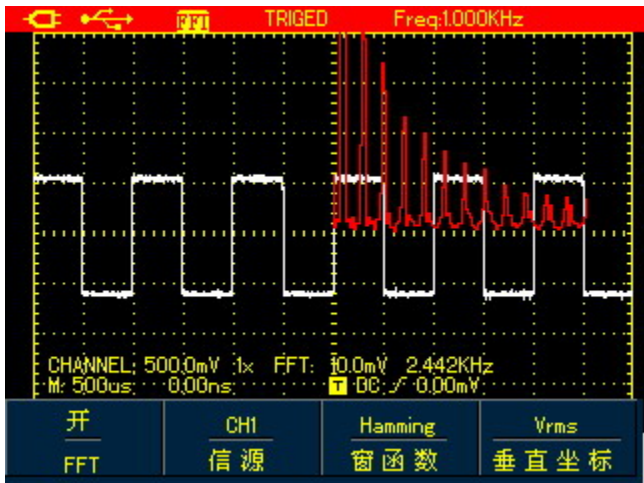 FFT TRIGED Freq:1.000KHz
CHANNEL: 500.0mV 1x FFT: 10.0mV 2.442KHz
M: 500us 0.00ns T DC 0.00mV
开 CH1 Hamming Vrms
FFT 信源 窗函数 垂直坐标